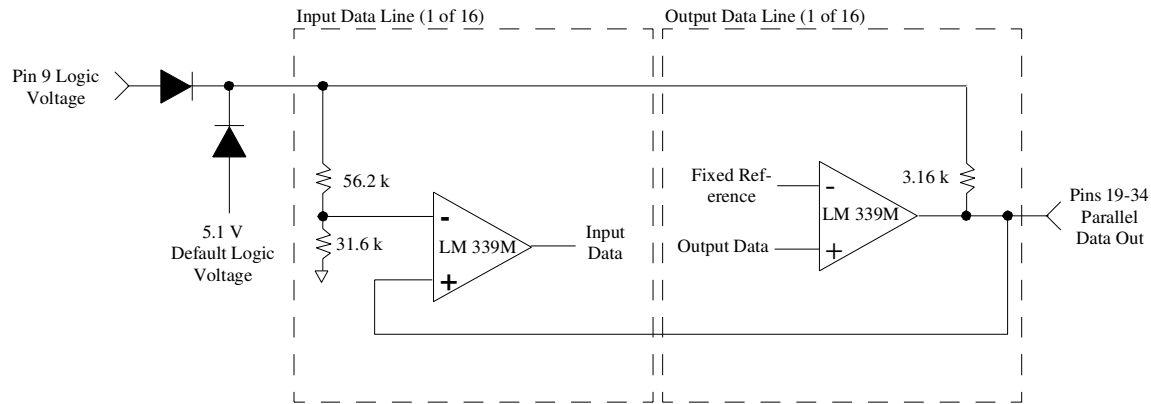 Input Data Line (1 of 16)
Output Data Line (1 of 16)
Pin 9 Logic
Voltage
5.1 V
Default Logic
Voltage
56.2 k
31.6 k
-
LM 339M
+
Input
Data
Fixed Ref-
erence
Output Data
-
LM 339M
+
3.16 k
Pins 19-34
Parallel
Data Out